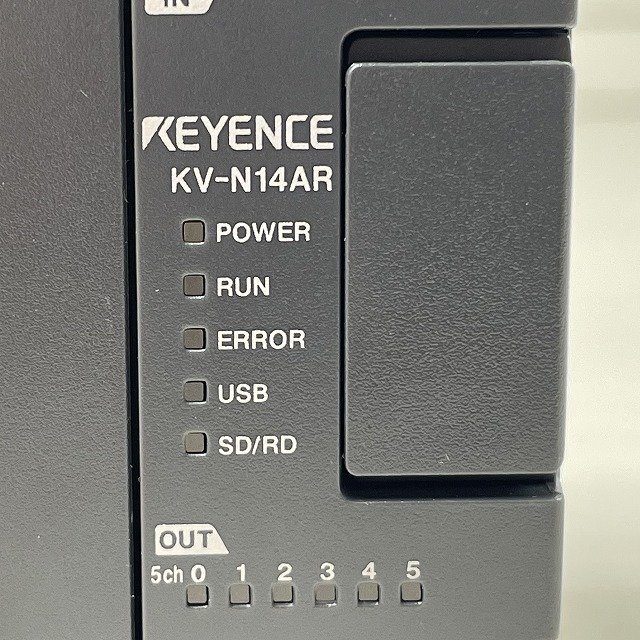 IN
KEYENCE
KV-N14AR
POWER
RUN
ERROR
USB
SD/RD
OUT
5ch 0 1 2 3 4 5